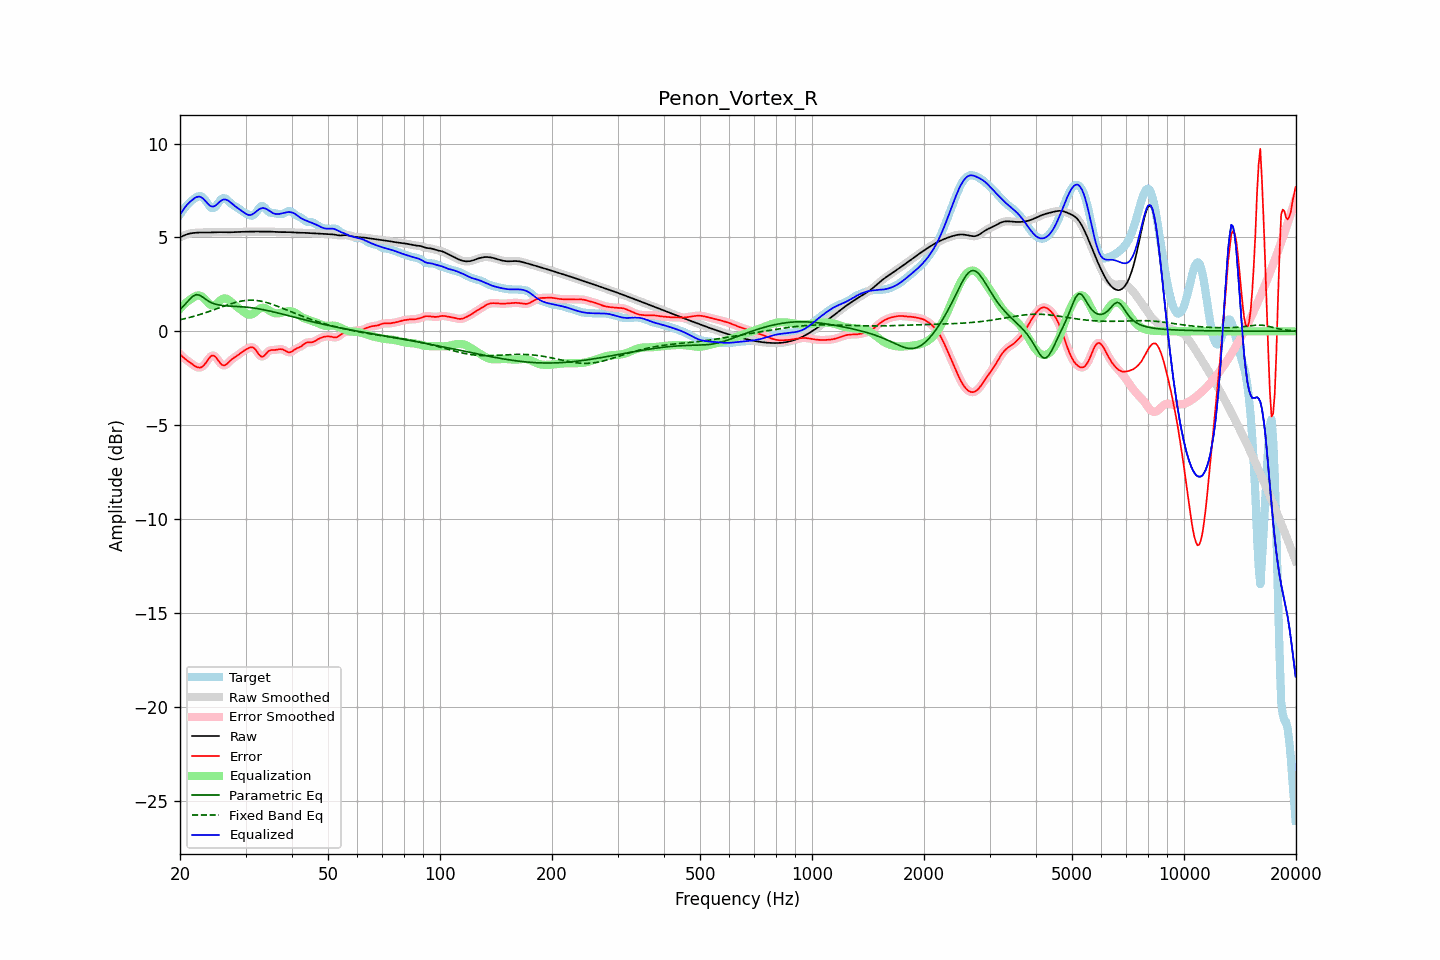 Penon_Vortex_R
10
5
0
−5
−10
−15
−20
−25
Amplitude (dBr)
Target
Raw Smoothed
Error Smoothed
Raw
Error
Equalization
Parametric Eq
Fixed Band Eq
Equalized
20 50 100 200 500 1000 2000 5000 10000 20000
Frequency (Hz)